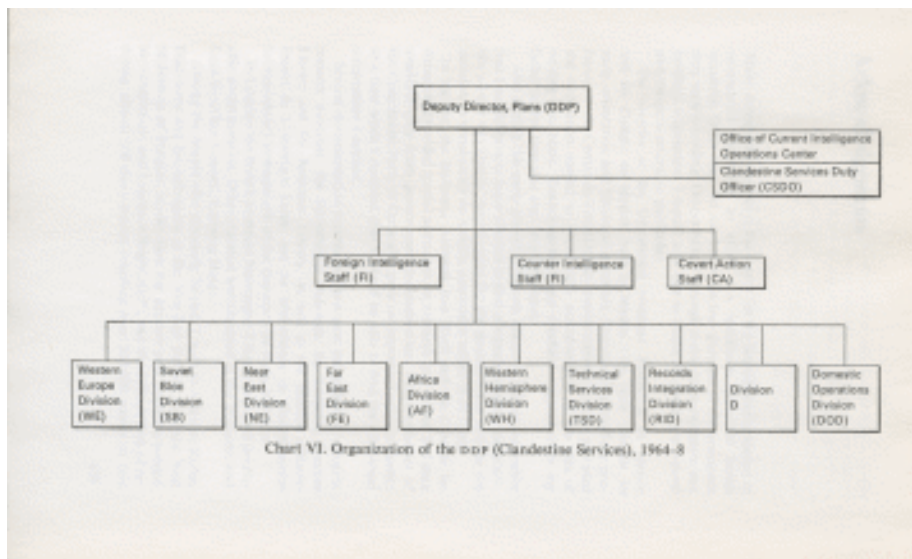 Deputy Director, Plans (DDP)
Office of Current Intelligence
Operations Center
Clandestine Services Duty
Officer (CSDO)
Foreign Intelligence
Staff (FI)
Counter Intelligence
Staff (FI)
Covert Action
Staff (CA)
Western
Europe
Division
(WE)
Soviet
Bloc
Division
(SB)
Near
East
Division
(NE)
Far
East
Division
(FE)
Africa
Division
(AF)
Western
Hemisphere
Division
(WH)
Technical
Services
Division
(TSD)
Records
Integration
Division
(RID)
Division
D
Domestic
Operations
Division
(DOD)
Chart VI. Organization of the DDP (Clandestine Services), 1964–8